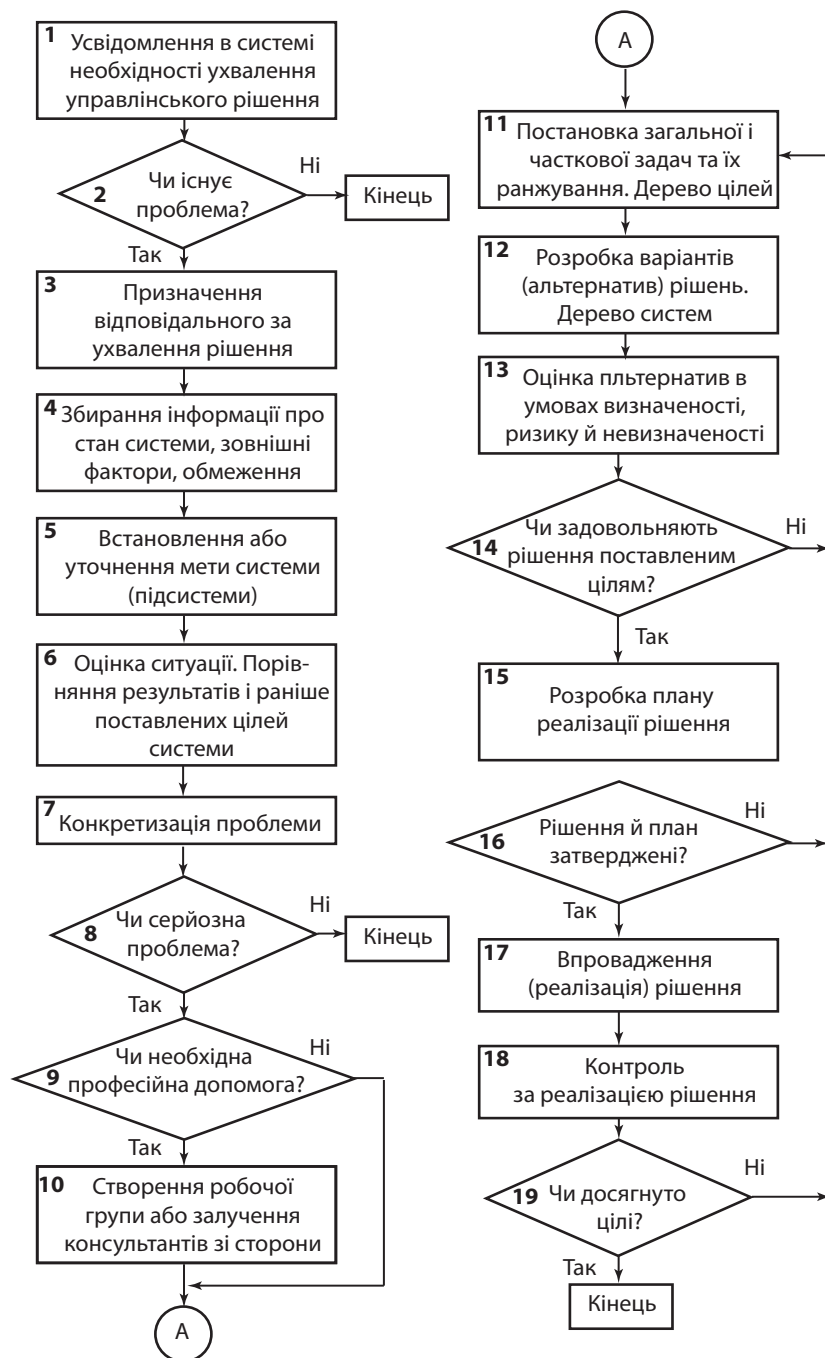 1 Усвідомлення в системі
необхідності ухвалення
управлінського рішення
2 Чи існує
проблема?
Ні
Кінець
Так
3 Призначення
відповідального за
ухвалення рішення
4 Збирання інформації про
стан системи, зовнішні
фактори, обмеження
5 Встановлення або
уточнення мети системи
(підсистеми)
6 Оцінка ситуації. Порів-
няння результатів і раніше
поставлених цілей
системи
7 Конкретизація проблеми
8 Чи серйозна
проблема?
Ні
Кінець
Так
9 Чи необхідна
професійна допомога?
Ні
Так
10 Створення робочої
групи або залучення
консультантів зі сторони
А
А
11 Постановка загальної і
часткової задач та їх
ранжування. Дерево цілей
12 Розробка варіантів
(альтернатив) рішень.
Дерево систем
13 Оцінка пльтернатив в
умовах визначеності,
ризику й невизначеності
14 Чи задовольняють
рішення поставленим
цілям?
Ні
Так
15 Розробка плану
реалізації рішення
16 Рішення й план
затверджені?
Ні
Так
17 Впровадження
(реалізація) рішення
18 Контроль
за реалізацією рішення
19 Чи досягнуто
цілі?
Ні
Так
Кінець